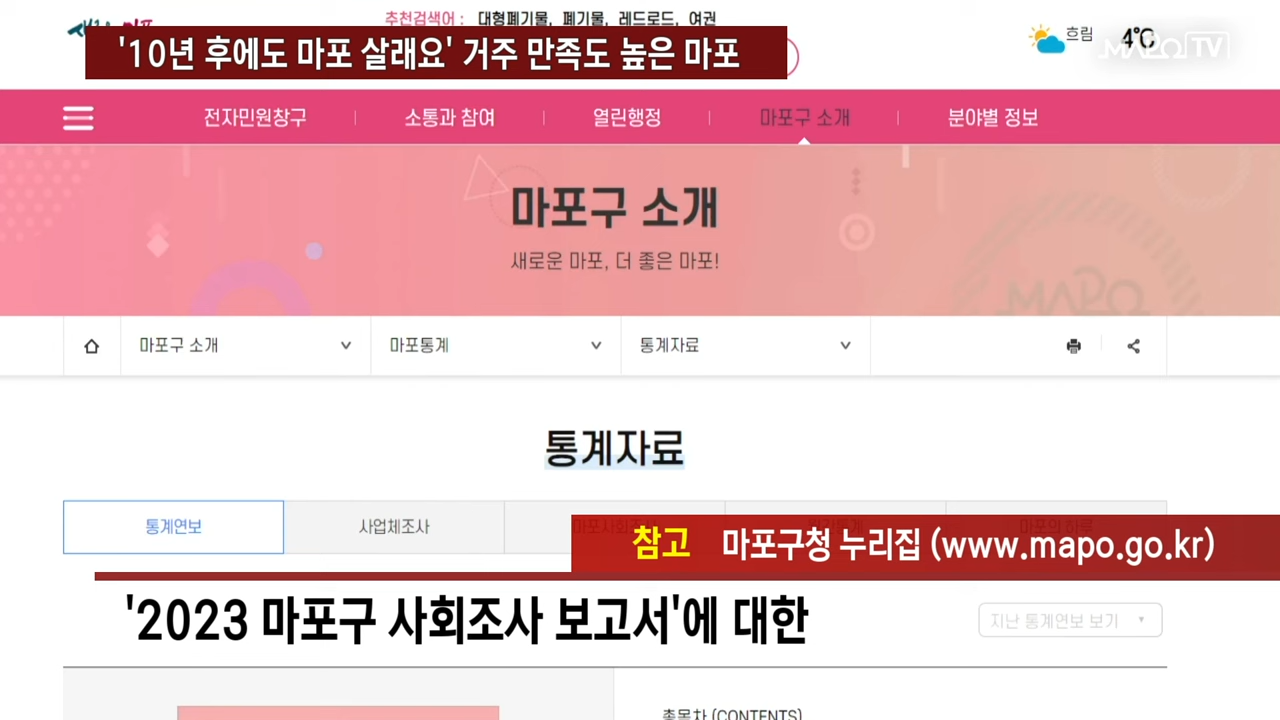 추천검색어 : 대형폐기물, 폐기물, 레드로드, 여권
'10년 후에도 마포 살래요' 거주 만족도 높은 마포
흐림 4℃
MAPO TV
전자민원창구 소통과 참여 열린행정 마포구 소개 분야별 정보
마포구 소개
새로운 마포, 더 좋은 마포!
MAPO
마포구 소개 마포통계 통계자료
통계자료
통계연보 사업체조사 마포사회조사
참고 마포구청 누리집 (www.mapo.go.kr)
'2023 마포구 사회조사 보고서'에 대한
지난 통계연보 보기
총목차 (CONTENTS)